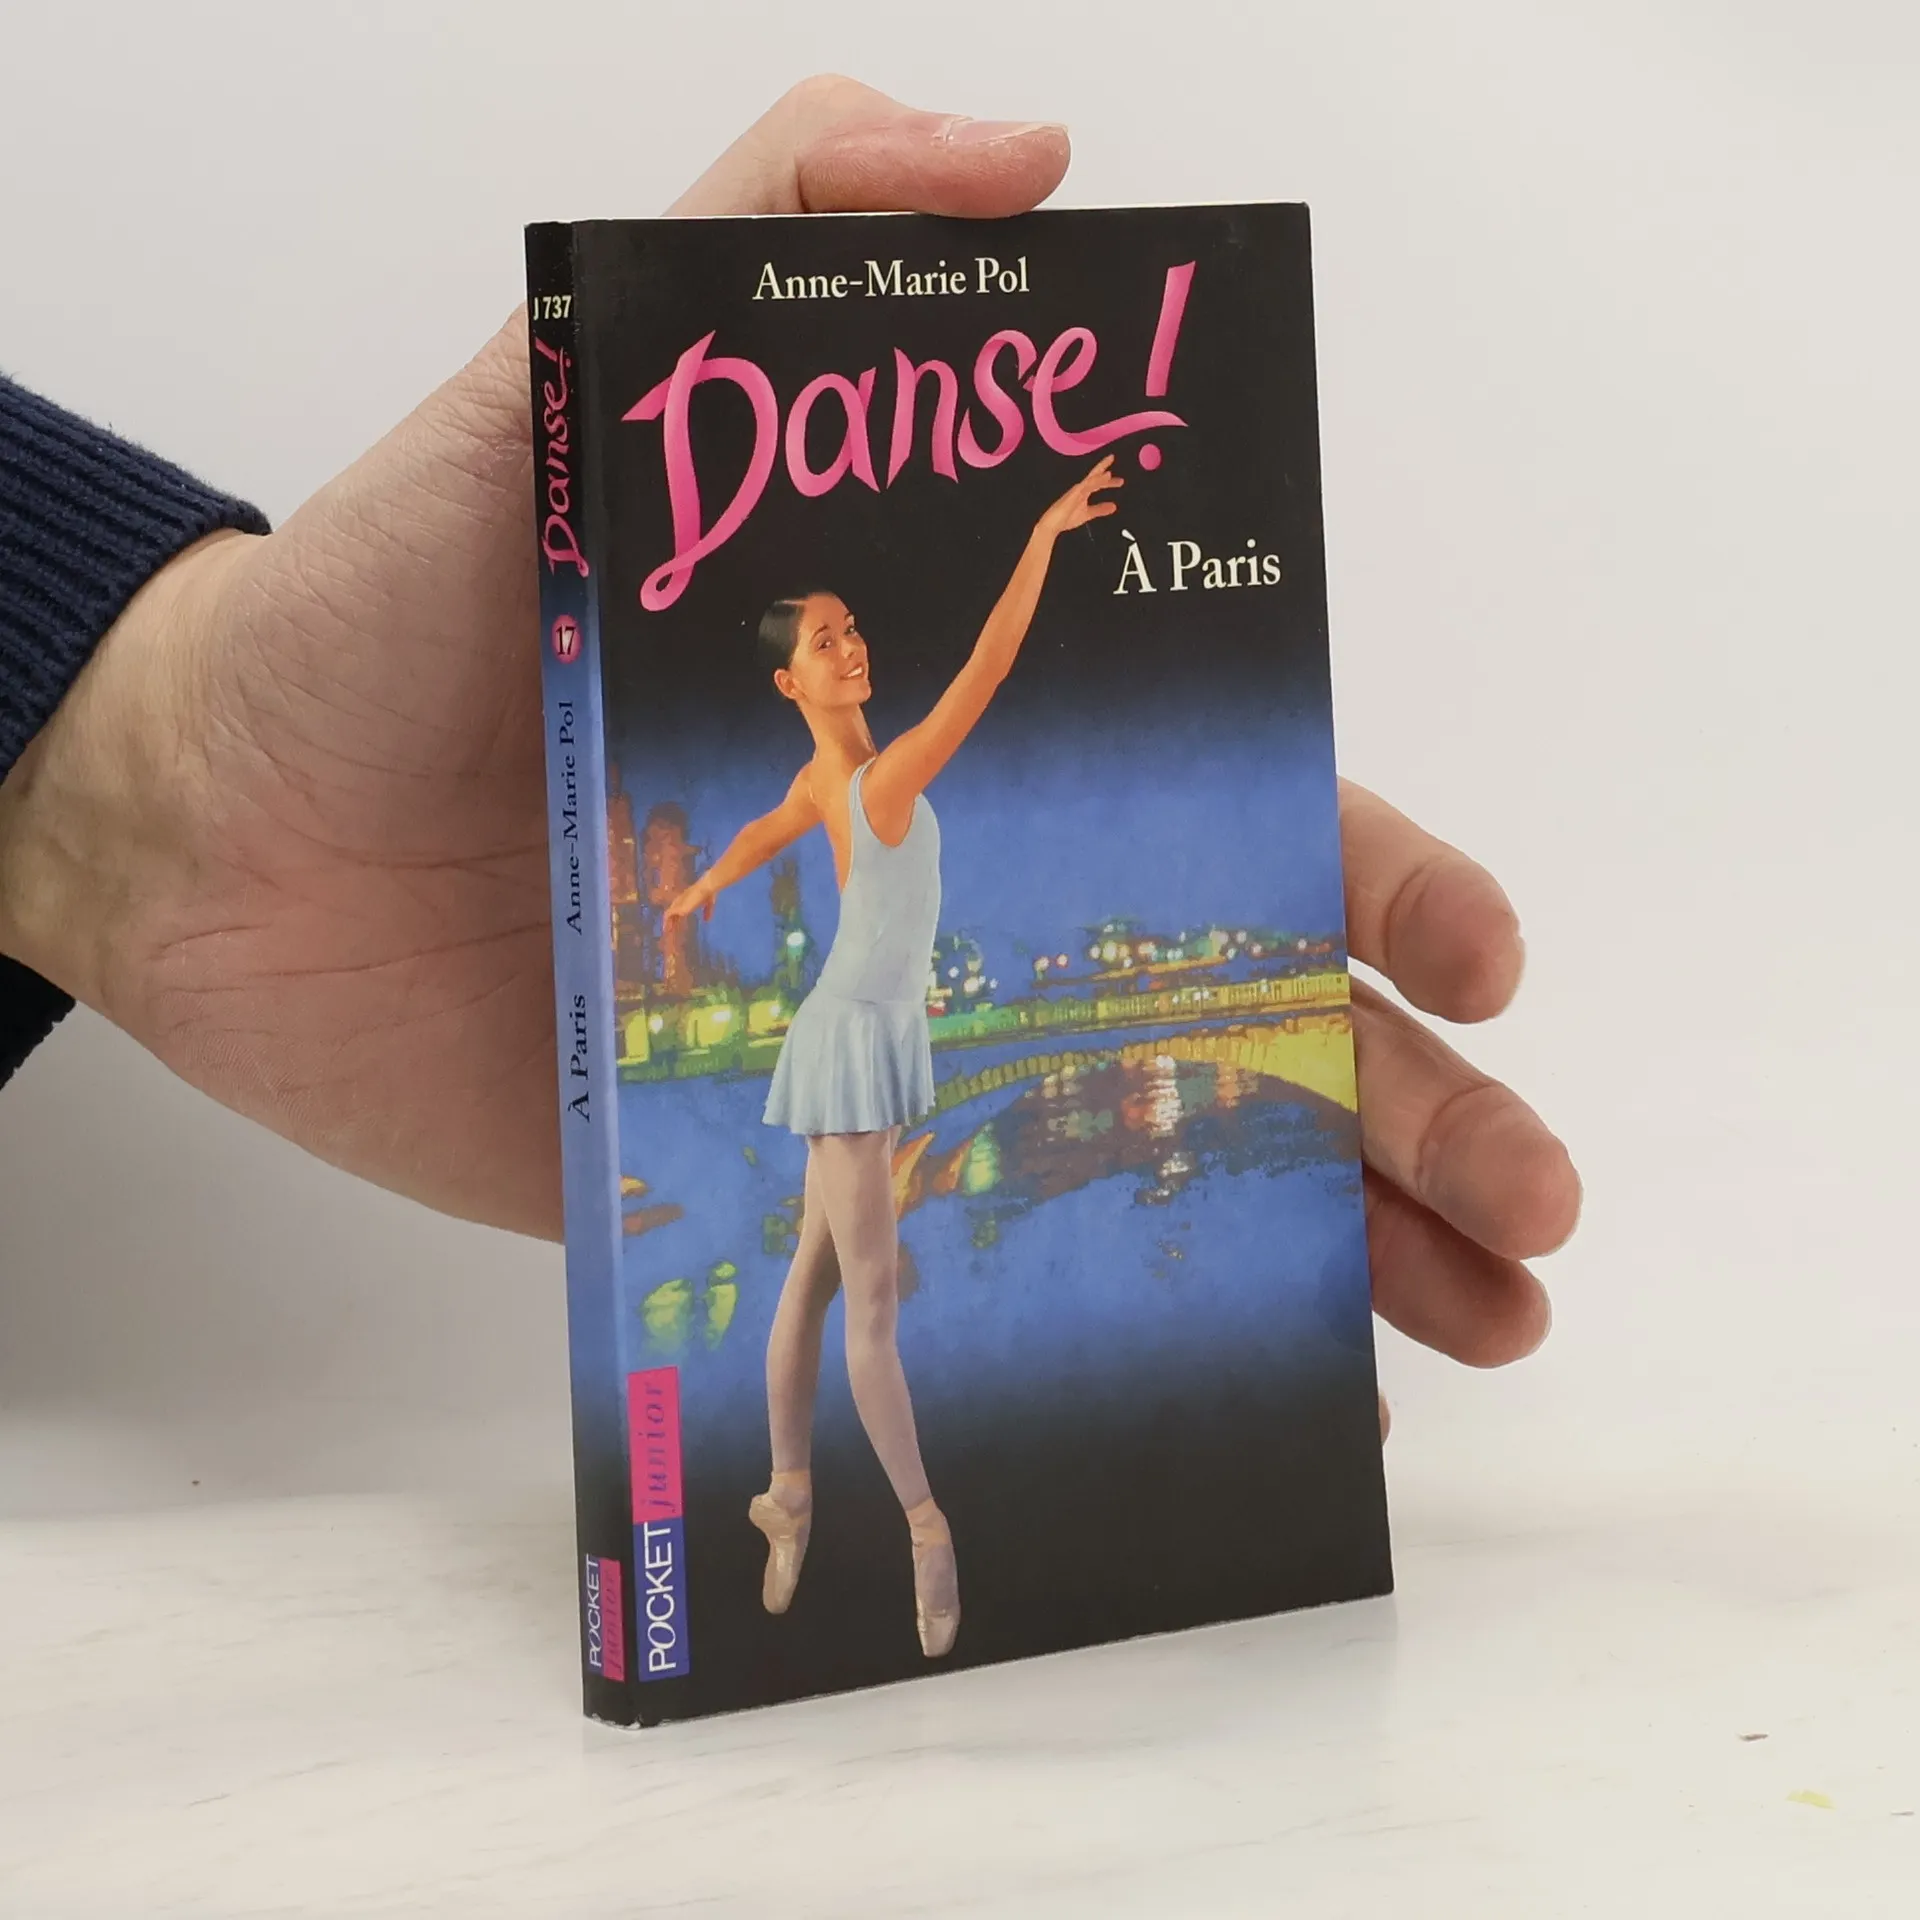 J 737
Danse!
17
Anne-Marie Pol
À Paris
POCKET junior
Anne-Marie Pol
Danse!
À Paris
POCKET junior